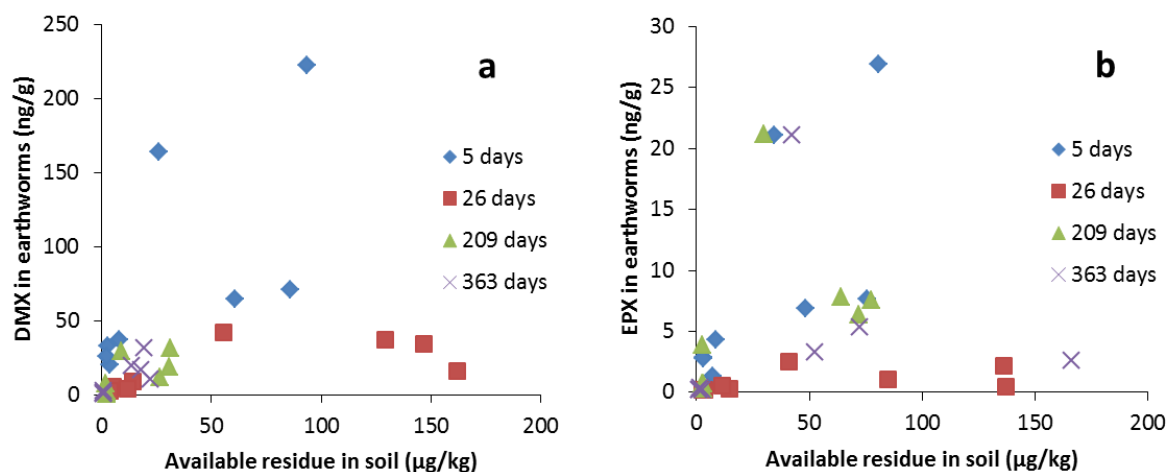 a
DMX in earthworms (ng/g)
250
200
150
100
50
0
5 days
26 days
209 days
363 days
0 50 100 150 200
Available residue in soil (µg/kg)
b
EPX in earthworms (ng/g)
30
25
20
15
10
5
0
5 days
26 days
209 days
363 days
0 50 100 150 200
Available residue in soil (µg/kg)